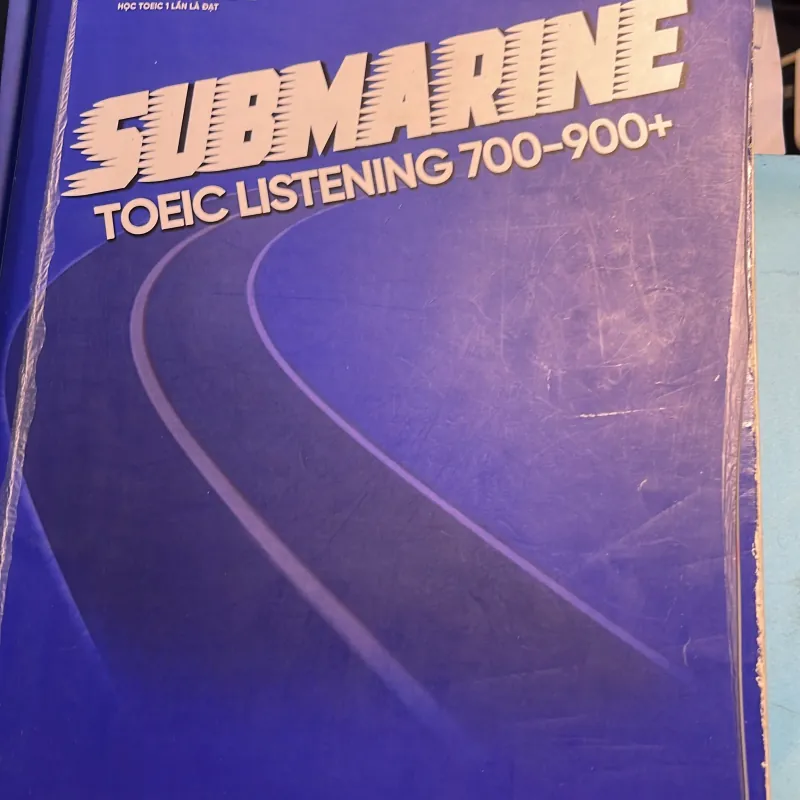 HỌC TOEIC 1 LẦN LÀ ĐẠT
SUBMARINE
TOEIC LISTENING 700-900+